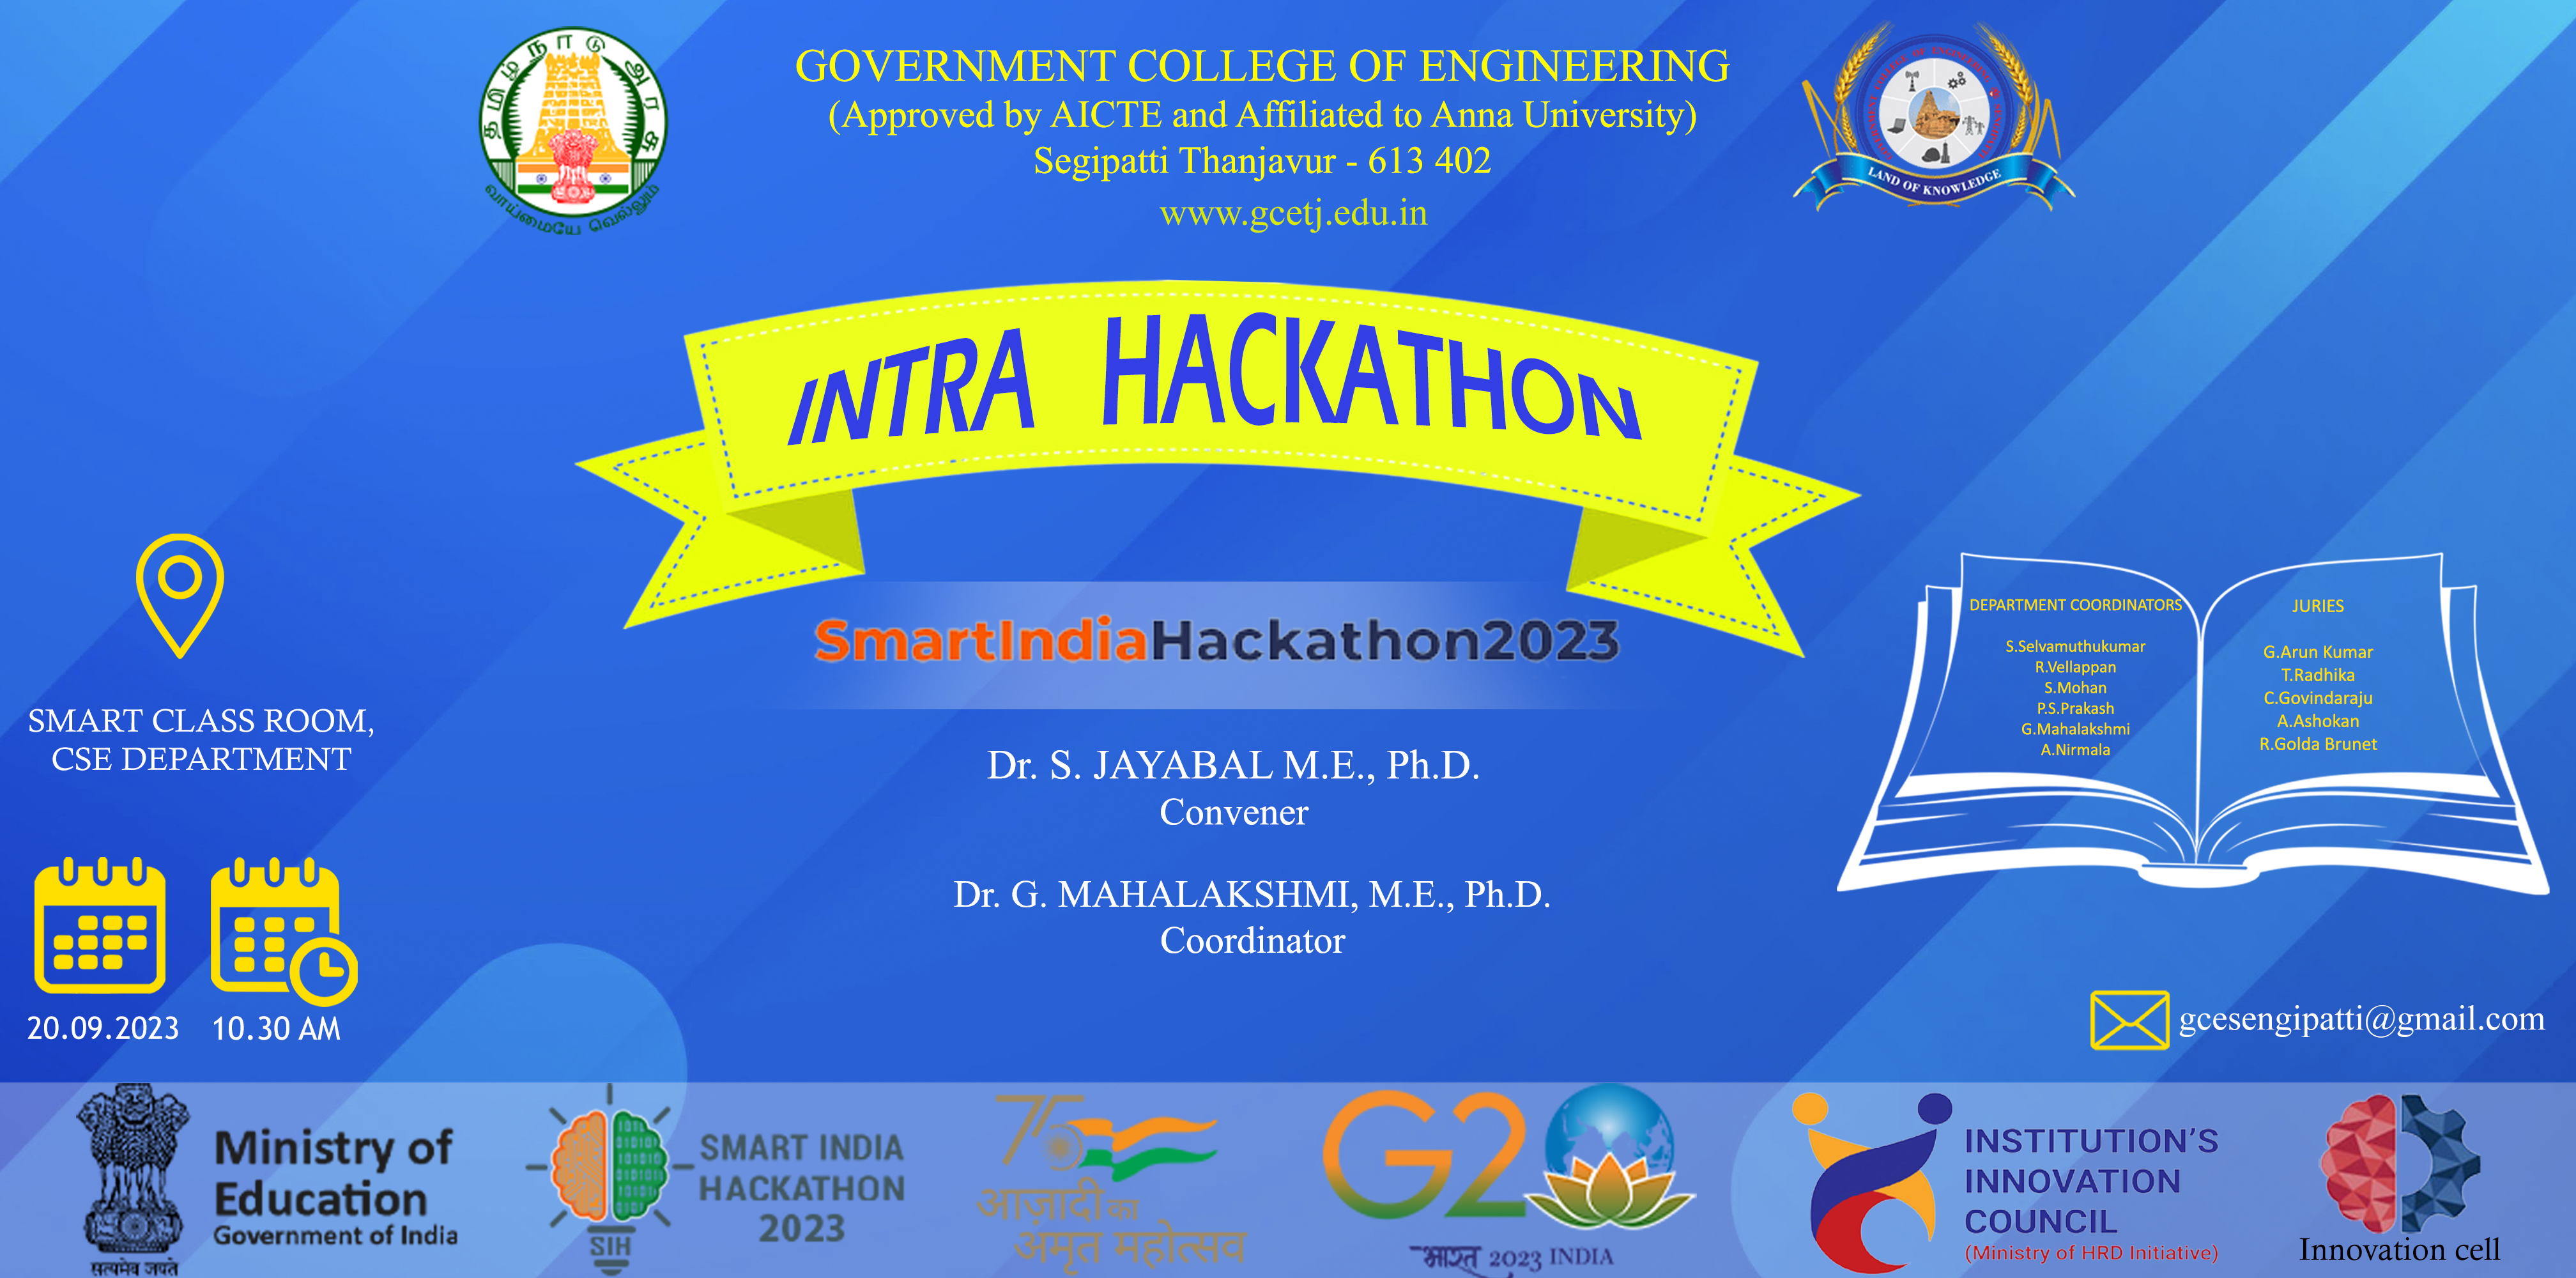 தமிழ்நாடு அரசு
வாய்மையே வெல்லும்
GOVERNMENT COLLEGE OF ENGINEERING
(Approved by AICTE and Affiliated to Anna University)
Segipatti Thanjavur - 613 402
www.gcetj.edu.in
LAND OF KNOWLEDGE
INTRA HACKATHON
SmartIndiaHackathon2023
SMART CLASS ROOM,
CSE DEPARTMENT
20.09.2023
10.30 AM
Dr. S. JAYABAL M.E., Ph.D.
Convener
Dr. G. MAHALAKSHMI, M.E., Ph.D.
Coordinator
DEPARTMENT COORDINATORS
S.Selvamuthukumar
R.Vellappan
S.Mohan
P.S.Prakash
G.Mahalakshmi
A.Nirmala
JURIES
G.Arun Kumar
T.Radhika
C.Govindaraju
A.Ashokan
R.Golda Brunet
gcesengipatti@gmail.com
सत्यमेव जयते
Ministry of
Education
Government of India
SIH
SMART INDIA
HACKATHON
2023
75
आज़ादी का
अमृत महोत्सव
G2
भारत 2023 INDIA
INSTITUTION'S
INNOVATION
COUNCIL
(Ministry of HRD Initiative)
Innovation cell